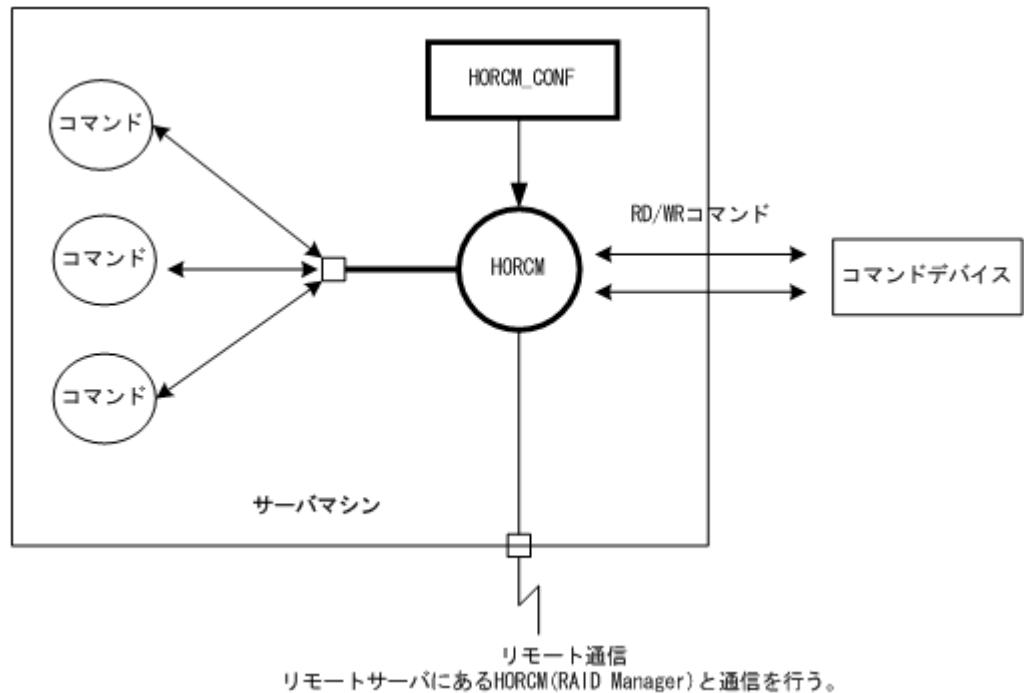 HORCM_CONF
コマンド
RD/WRコマンド
コマンド
HORCM
コマンドデバイス
コマンド
サーバマシン
リモート通信
リモートサーバにあるHORCM(RAID Manager)と通信を行う。